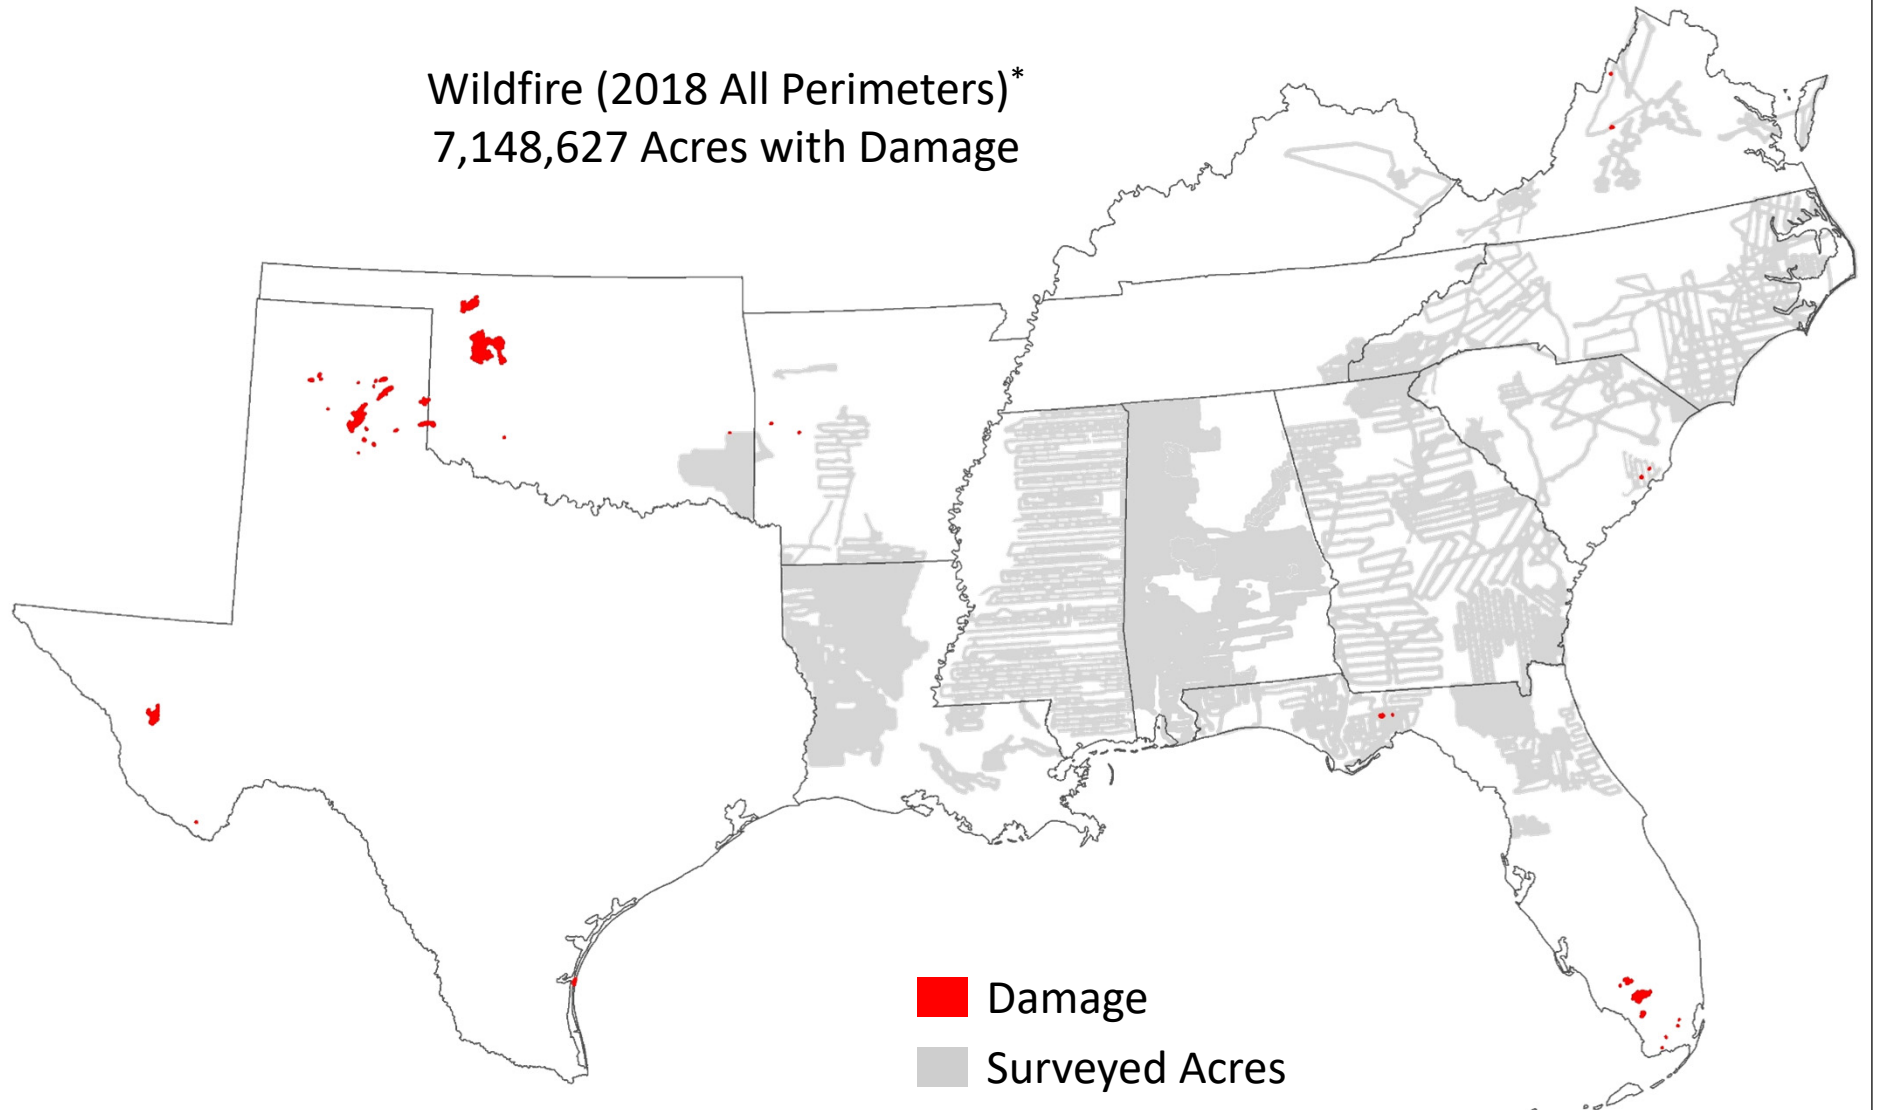 Wildfire (2018 All Perimeters)*
7,148,627 Acres with Damage
Damage
Surveyed Acres